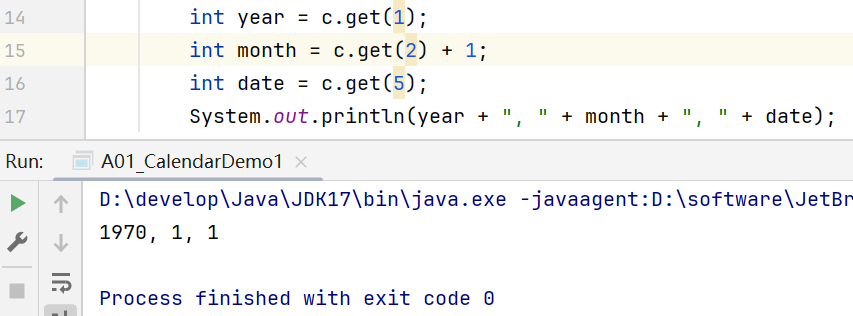 14 int year = c.get(1);
15 int month = c.get(2) + 1;
16 int date = c.get(5);
17 System.out.println(year + ", " + month + ", " + date);
Run: A01_CalendarDemo1 ×
D:\develop\Java\JDK17\bin\java.exe -javaagent:D:\software\JetBr
1970, 1, 1
Process finished with exit code 0